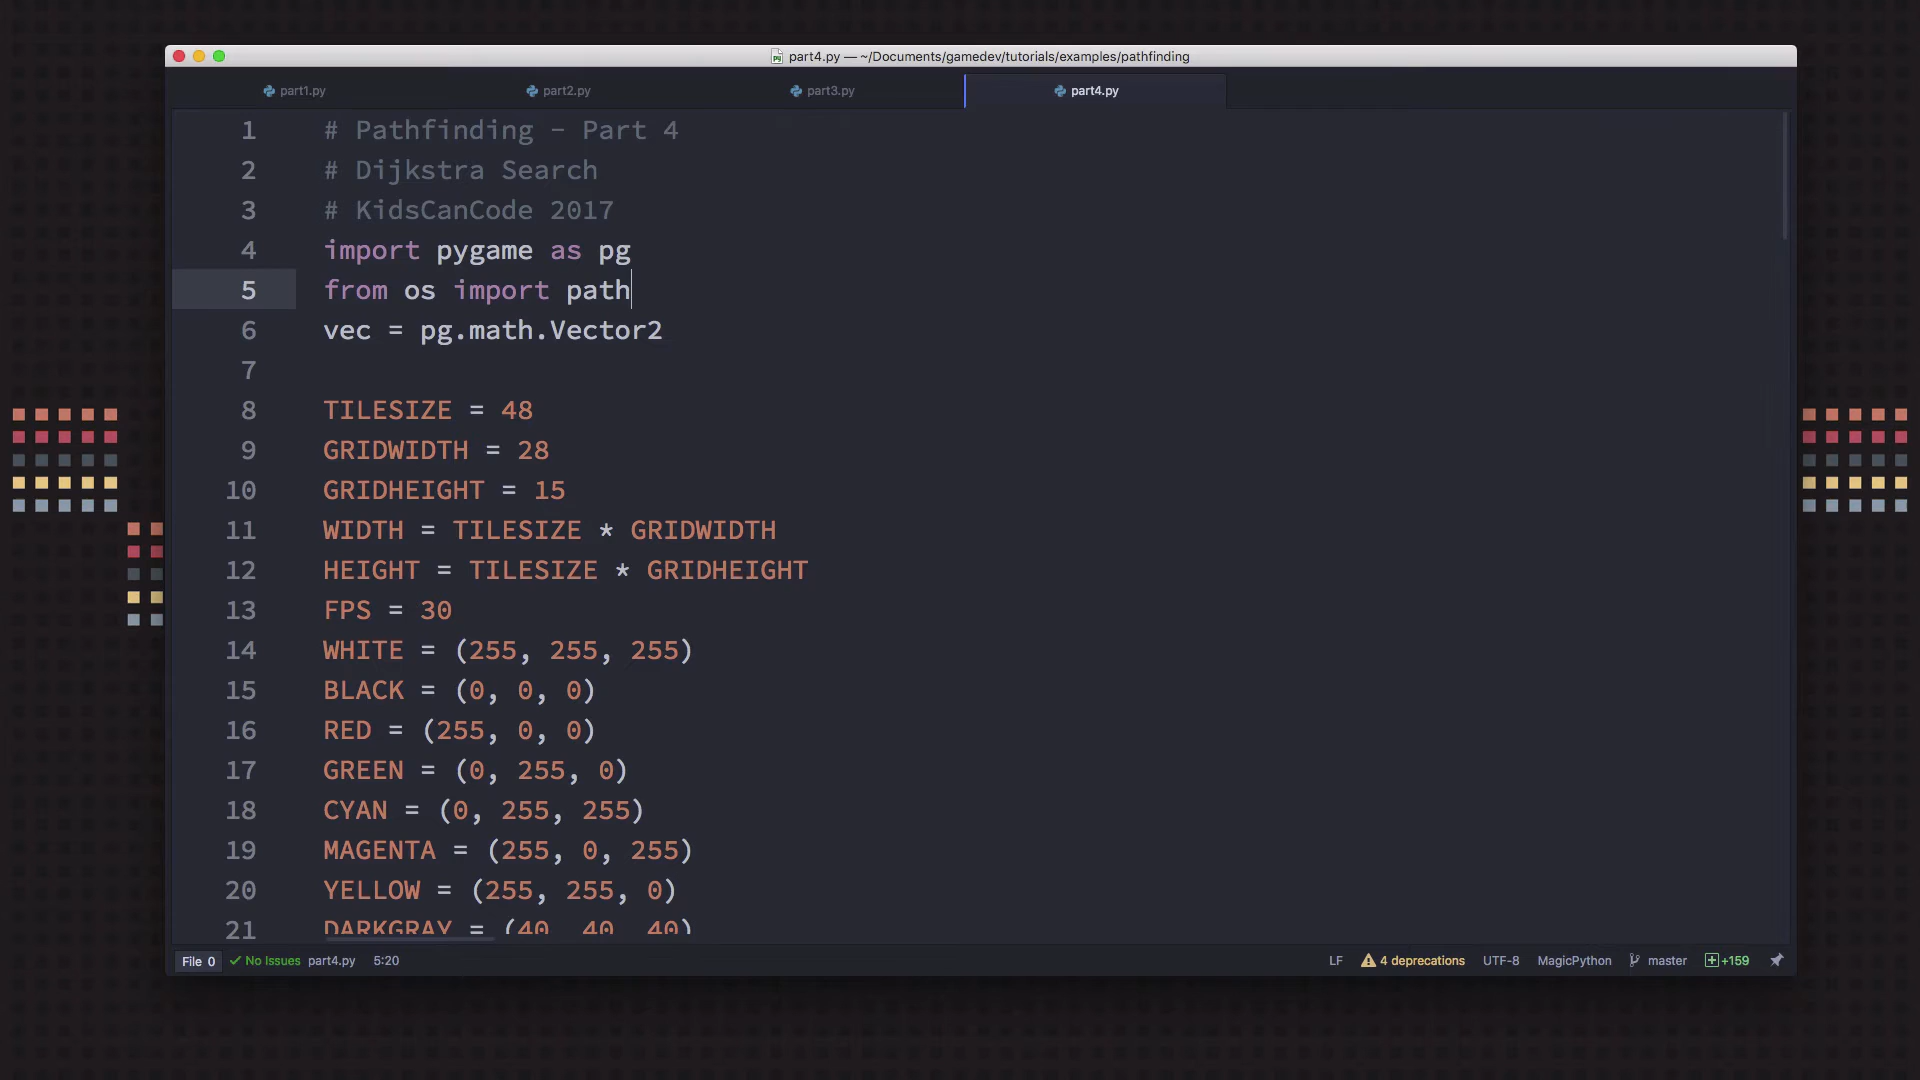 part4.py — ~/Documents/gamedev/tutorials/examples/pathfinding
part1.py part2.py part3.py part4.py
1 # Pathfinding - Part 4
2 # Dijkstra Search
3 # KidsCanCode 2017
4 import pygame as pg
5 from os import path
6 vec = pg.math.Vector2
7
8 TILESIZE = 48
9 GRIDWIDTH = 28
10 GRIDHEIGHT = 15
11 WIDTH = TILESIZE * GRIDWIDTH
12 HEIGHT = TILESIZE * GRIDHEIGHT
13 FPS = 30
14 WHITE = (255, 255, 255)
15 BLACK = (0, 0, 0)
16 RED = (255, 0, 0)
17 GREEN = (0, 255, 0)
18 CYAN = (0, 255, 255)
19 MAGENTA = (255, 0, 255)
20 YELLOW = (255, 255, 0)
21 DARKGRAY = (40, 40, 40)
File 0 No Issues part4.py 5:20 LF 4 deprecations UTF-8 MagicPython master +159